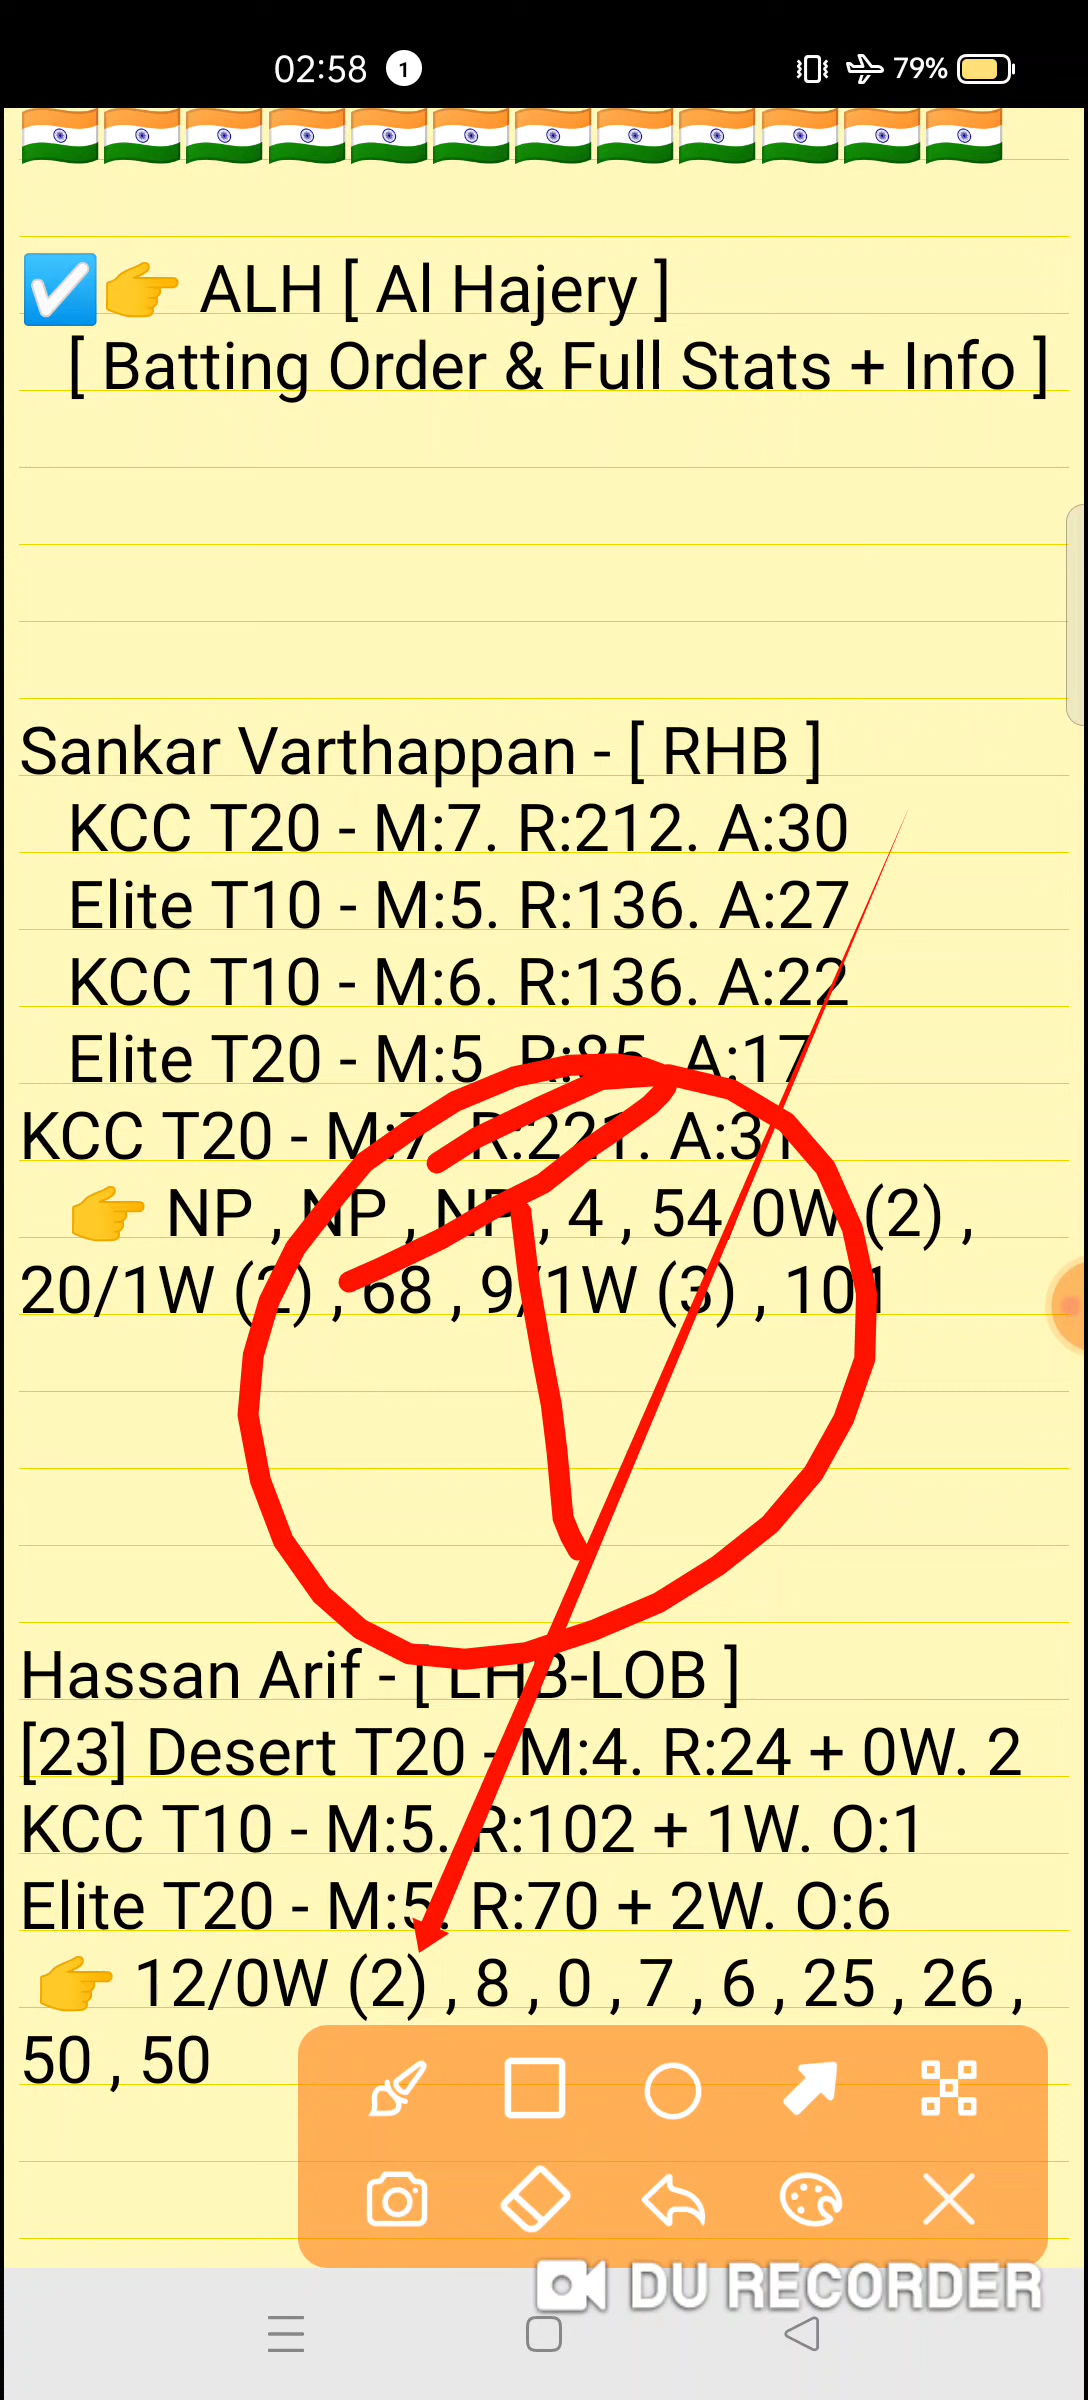 02:58 1 79%
ALH [ Al Hajery ]
[ Batting Order & Full Stats + Info ]
Sankar Varthappan - [ RHB ]
KCC T20 - M:7. R:212. A:30
Elite T10 - M:5. R:136. A:27
KCC T10 - M:6. R:136. A:22
Elite T20 - M:5. R:85. A:17
KCC T20 - M:7. R:221. A:31
NP , NP , NP , 4 , 54, 0W (2) ,
20/1W (2) , 68 , 9/1W (3) , 101
Hassan Arif - [ LHB-LOB ]
[23] Desert T20 - M:4. R:24 + 0W. 2
KCC T10 - M:5. R:102 + 1W. O:1
Elite T20 - M:5. R:70 + 2W. O:6
12/0W (2) , 8 , 0 , 7 , 6 , 25 , 26 ,
50 , 50
DU RECORDER